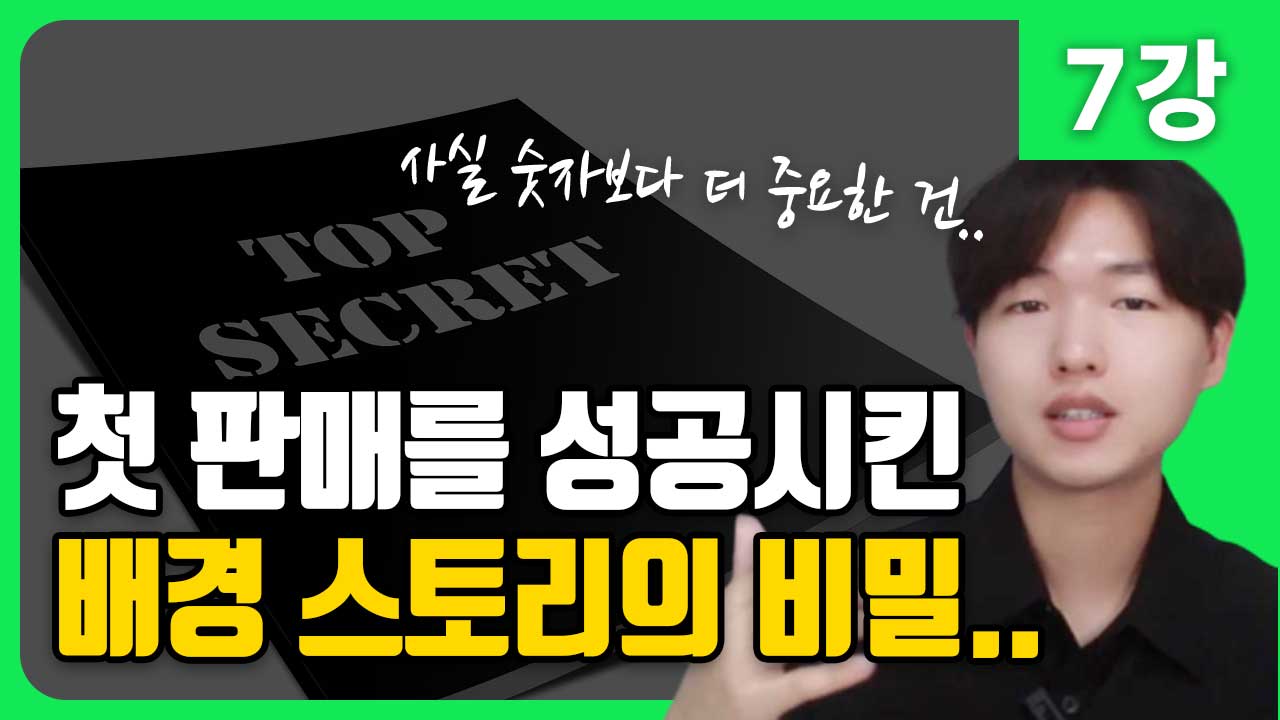 7강
사실 숫자보다 더 중요한 건..
TOP
SECRET
첫 판매를 성공시킨
배경 스토리의 비밀..